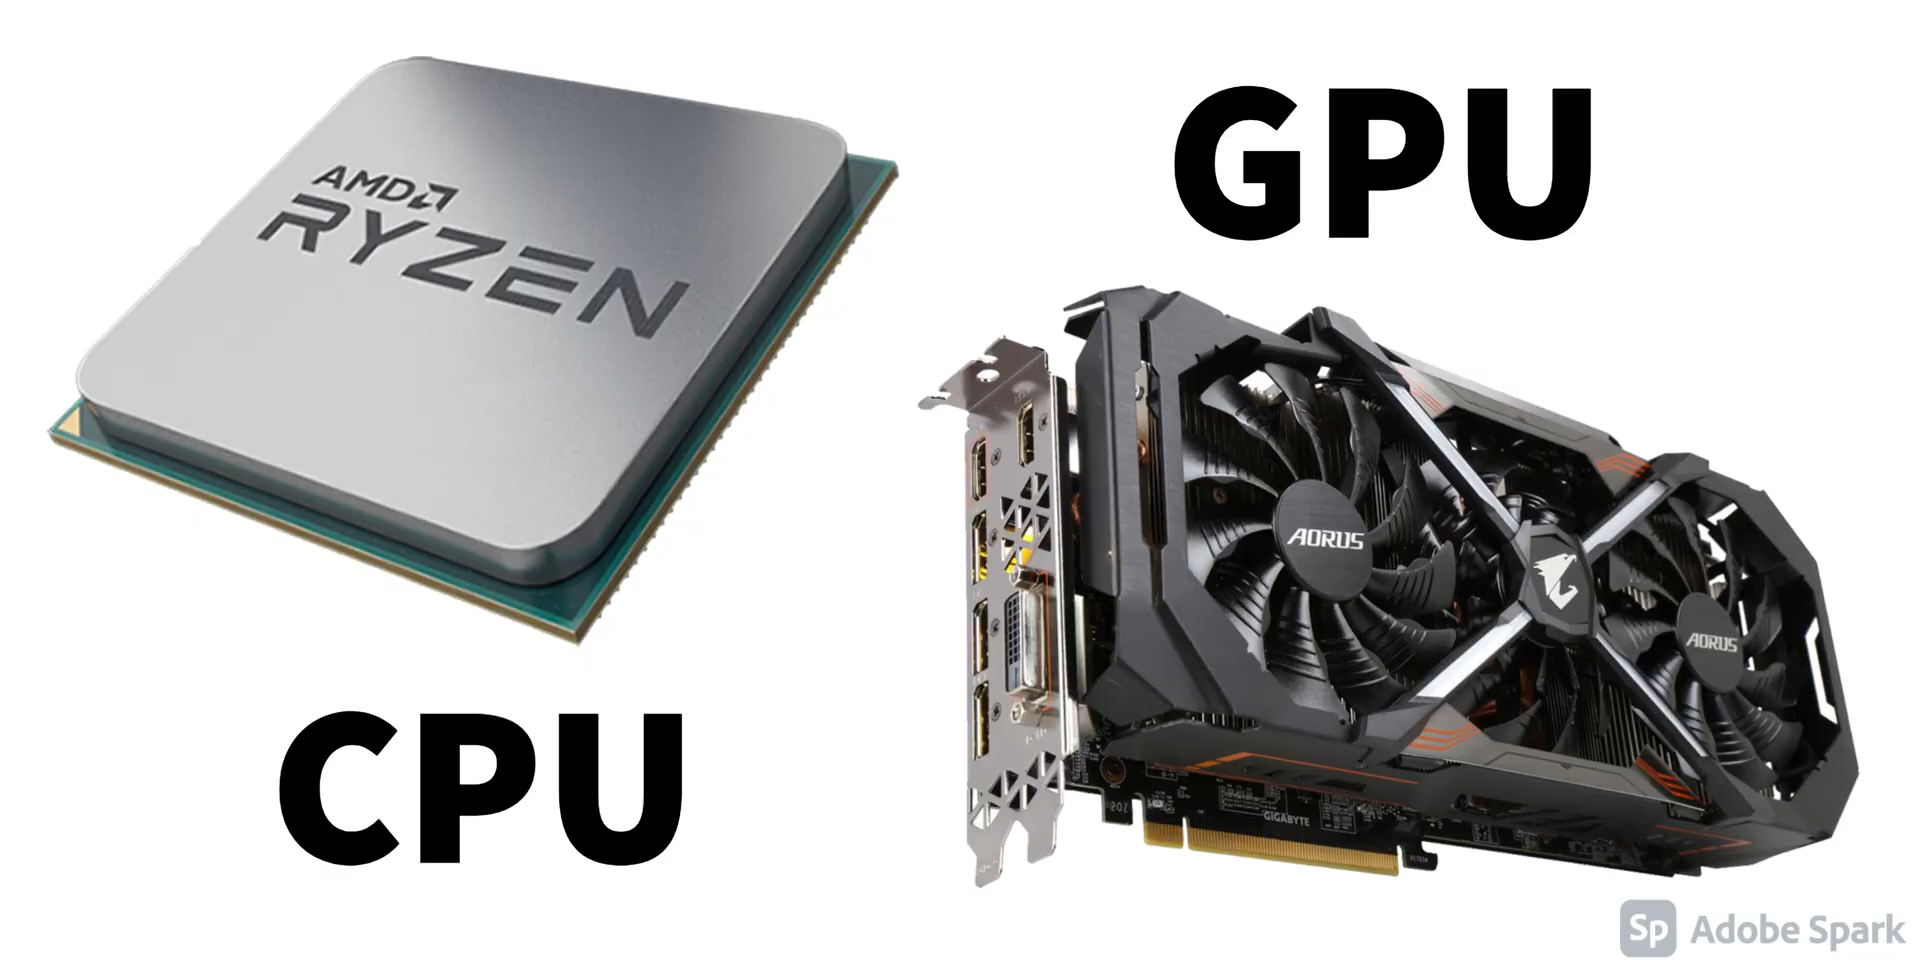 AMD
RYZEN
CPU
GPU
AORUS
AORUS
GIGABYTE
Sp Adobe Spark